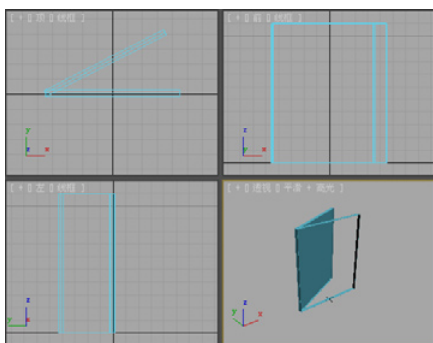 [ + ][ 顶 ][ 线框 ]
[ + ][ 前 ][ 线框 ]
y
z x
z
y x
[ + ][ 左 ][ 线框 ]
[ + ][ 透视 ][ 平滑 + 高光 ]
z
y x
z
y x